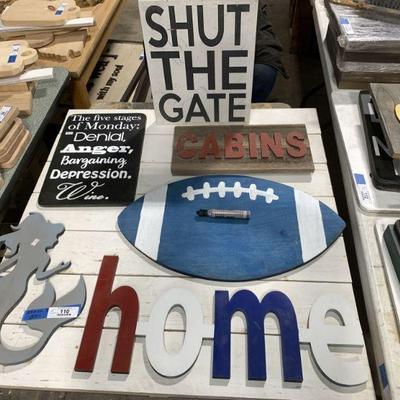 SHUT
THE
GATE
The five stages
of Monday:
Denial,
Anger,
Bargaining,
Depression,
Wine.
CABINS
home
110